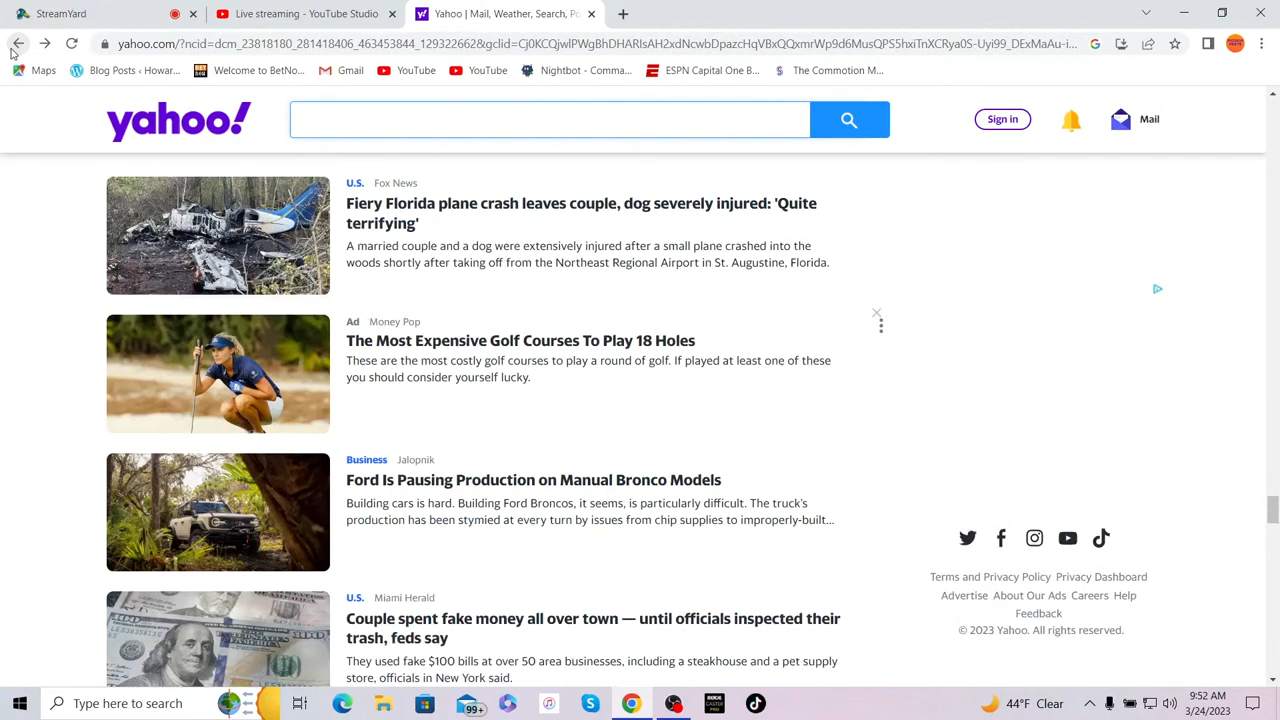 StreamYard
Live streaming - YouTube Studio
Yahoo | Mail, Weather, Search, Po
yahoo.com/?ncid=dcm_23818180_281418406_463453544_129322662&gclid=
Maps
Blog Posts ‹ Howar...
Welcome to BetNo...
Gmail
YouTube
YouTube
Nightbot - Comma...
ESPN Capital One B...
The Commotion M...
yahoo!
Sign in
Mail
U.S. Fox News
Fiery Florida plane crash leaves couple, dog severely injured: 'Quite
terrifying'
A married couple and a dog were extensively injured after a small plane crashed into the
woods shortly after taking off from the Northeast Regional Airport in St. Augustine, Florida.
Ad Money Pop
The Most Expensive Golf Courses To Play 18 Holes
These are the most costly golf courses to play a round of golf. If played at least one of these
you should consider yourself lucky.
Business Jalopnik
Ford Is Pausing Production on Manual Bronco Models
Building cars is hard. Building Ford Broncos, it seems, is particularly difficult. The truck's
production has been stymied at every turn by issues from chip supplies to improperly-built...
U.S. Miami Herald
Couple spent fake money all over town — until officials inspected their
trash, feds say
They used fake $100 bills at over 50 area businesses, including a steakhouse and a pet supply
store, officials in New York said.
Terms and Privacy Policy Privacy Dashboard
Advertise About Our Ads Careers Help
Feedback
© 2023 Yahoo. All rights reserved.
Type here to search
99+
44°F Clear
9:52 AM
3/24/2023